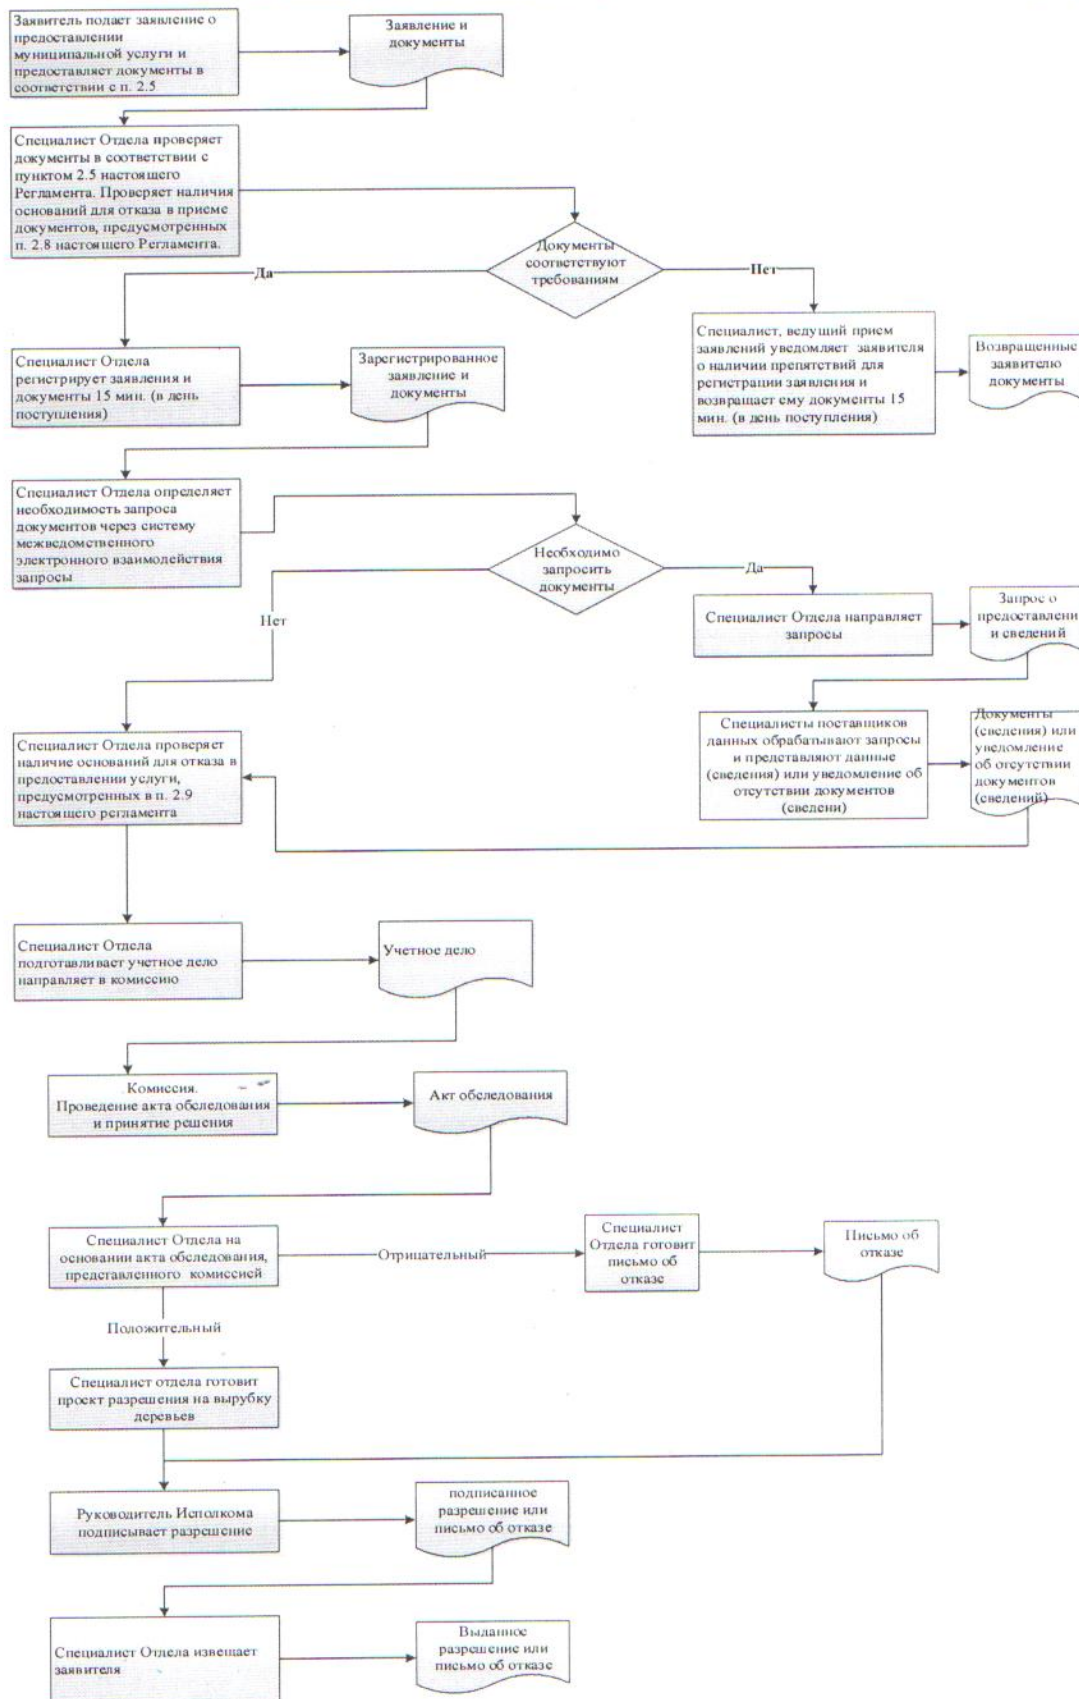 Заявитель подает заявление о
предоставлении
муниципальной услуги и
предоставляет документы в
соответствии с п. 2.5
Заявление и
документы
Специалист Отдела проверяет
документы в соответствии с
пунктом 2.5 настоящего
Регламента. Проверяет наличия
оснований для отказа в приеме
документов, предусмотренных
п. 2.8 настоящего Регламента.
Документы
соответствуют
требованиям
Да
Нет
Специалист Отдела
регистрирует заявления и
документы 15 мин. (в день
поступления)
Зарегистрированное
заявление и
документы
Специалист, ведущий прием
заявлений уведомляет заявителя
о наличии препятствий для
регистрации заявления и
возвращает ему документы 15
мин. (в день поступления)
Возвращенные
заявителю
документы
Специалист Отдела определяет
необходимость запроса
документов через систему
межведомственного
электронного взаимодействия
запросы
Необходимо
запросить
документы
Да
Нет
Специалист Отдела направляет
запросы
Запрос о
предоставлени
и сведений
Специалисты поставщиков
данных обрабатывают запросы
и представляют данные
(сведения) или уведомление об
отсутствии документов
(сведени)
Документы
(сведения) или
уведомление
об отсутствии
документов
(сведений)
Специалист Отдела проверяет
наличие оснований для отказа в
предоставлении услуги,
предусмотренных в п. 2.9
настоящего регламента
Специалист Отдела
подготавливает учетное дело
направляет в комиссию
Учетное дело
Комиссия.
Проведение акта обследования
и принятие решения
Акт обследования
Специалист Отдела на
основании акта обследования,
представленного комиссией
Отрицательный
Специалист
Отдела готовит
письмо об
отказе
Письмо об
отказе
Положительный
Специалист отдела готовит
проект разрешения на вырубку
деревьев
Руководитель Исполкома
подписывает разрешение
подписанное
разрешение или
письмо об отказе
Специалист Отдела извещает
заявителя
Выданное
разрешение или
письмо об отказе